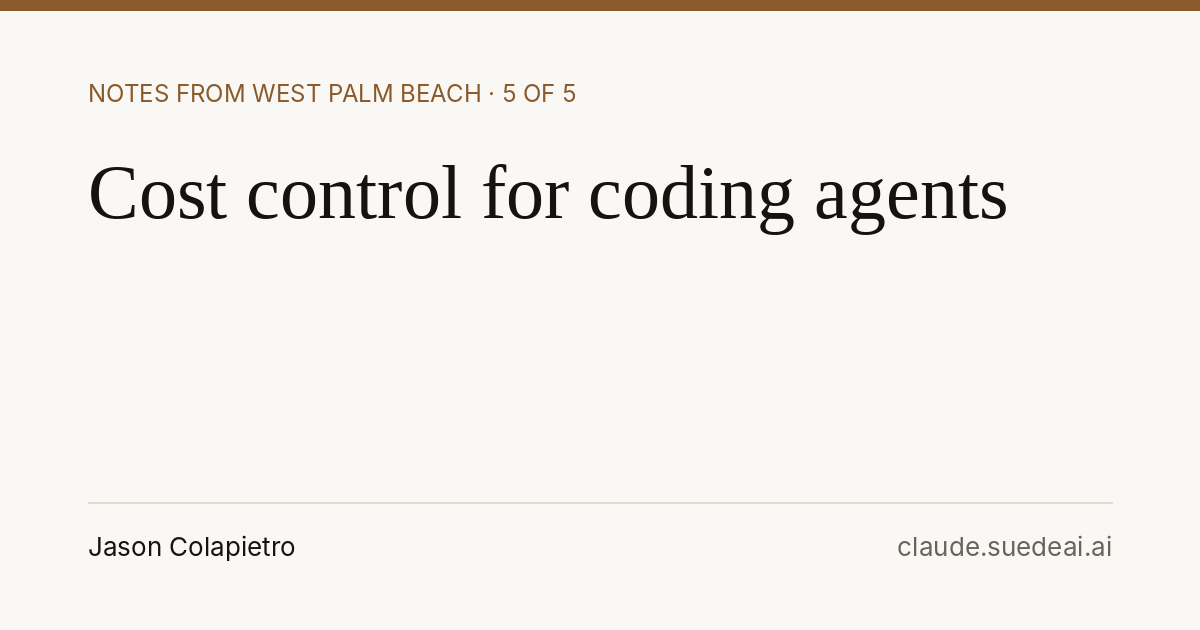 NOTES FROM WEST PALM BEACH · 5 OF 5
Cost control for coding agents
Jason Colapietro
claude.suedeai.ai